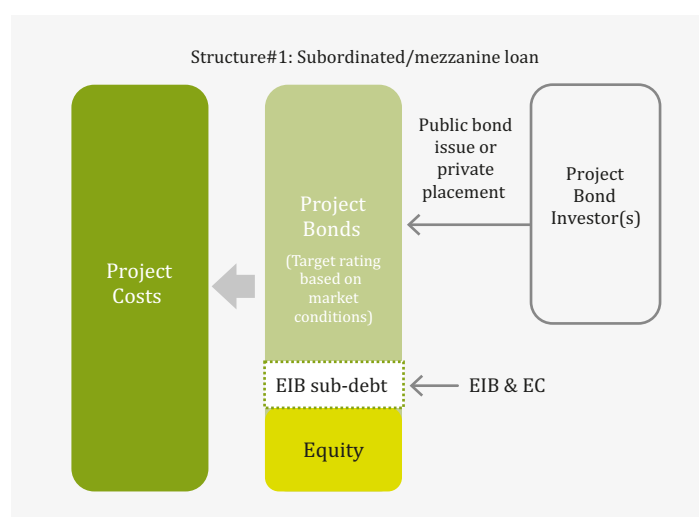 Structure#1: Subordinated/mezzanine loan
Project
Costs
Project
Bonds
(Target rating
based on
market
conditions)
EIB sub-debt
Equity
Public bond
issue or
private
placement
EIB & EC
Project
Bond
Investor(s)